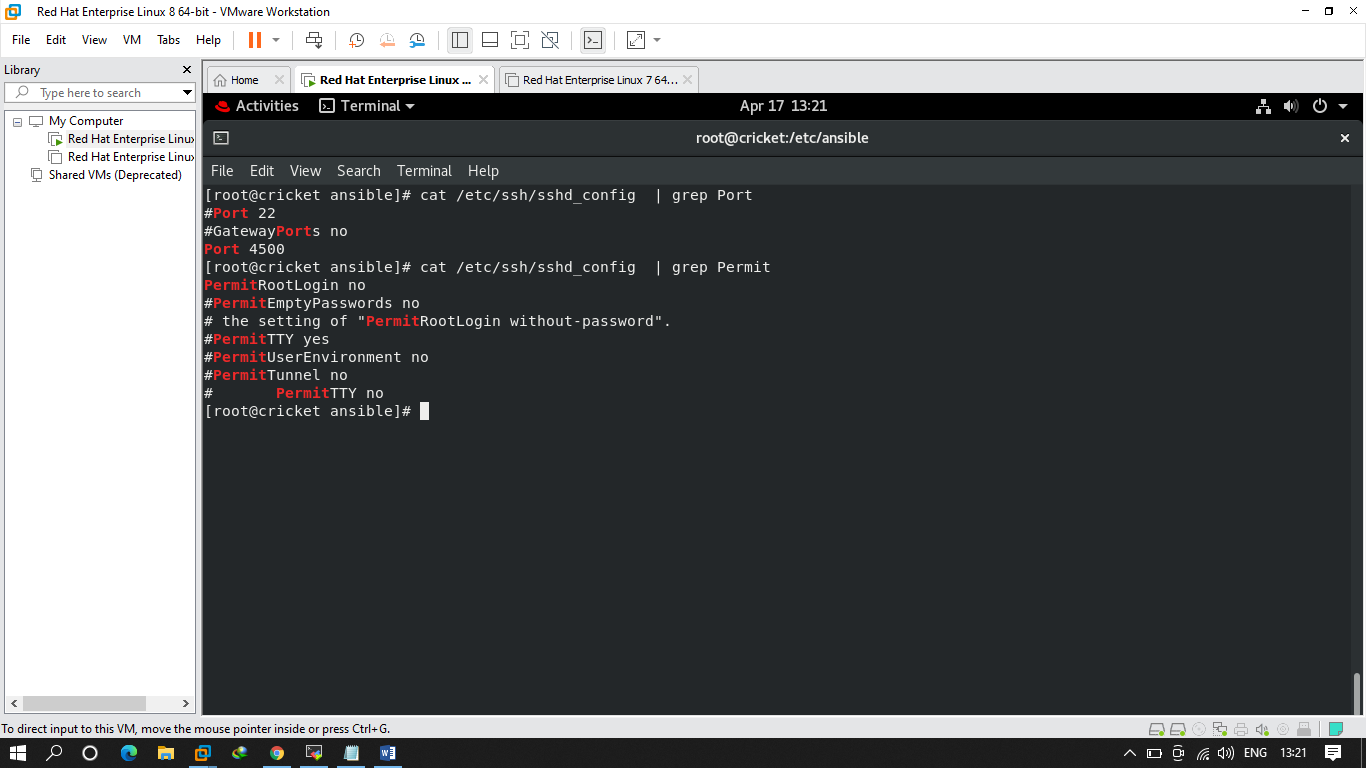 Red Hat Enterprise Linux 8 64-bit - VMware Workstation
File Edit View VM Tabs Help
Library
Type here to search
My Computer
Red Hat Enterprise Linux
Red Hat Enterprise Linux
Shared VMs (Deprecated)
Home
Red Hat Enterprise Linux ...
Red Hat Enterprise Linux 7 64...
Activities Terminal Apr 17 13:21
root@cricket:/etc/ansible
File Edit View Search Terminal Help
[root@cricket ansible]# cat /etc/ssh/sshd_config  | grep Port
#Port 22
#GatewayPorts no
Port 4500
[root@cricket ansible]# cat /etc/ssh/sshd_config  | grep Permit
PermitRootLogin no
#PermitEmptyPasswords no
# the setting of "PermitRootLogin without-password".
#PermitTTY yes
#PermitUserEnvironment no
#PermitTunnel no
#       PermitTTY no
[root@cricket ansible]#
To direct input to this VM, move the mouse pointer inside or press Ctrl+G.
ENG 13:21